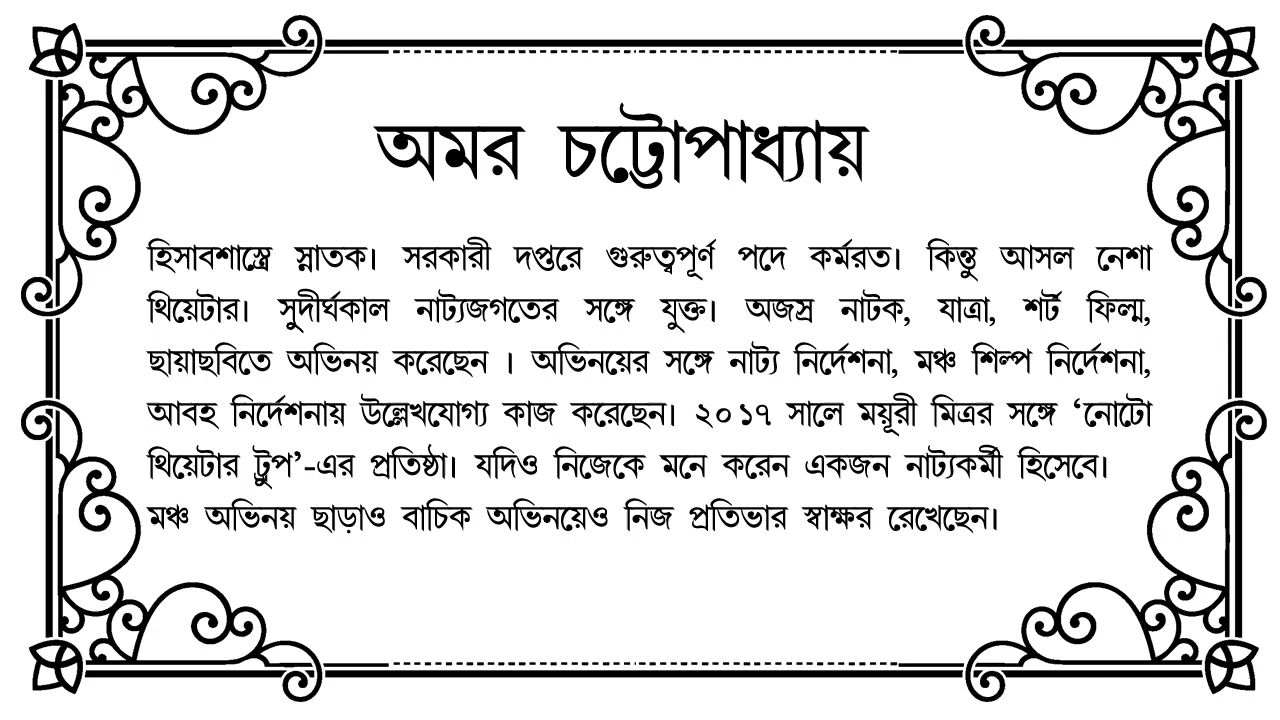 অমর চট্টোপাধ্যায়
হিসাবশাস্ত্রে স্নাতক। সরকারী দপ্তরে গুরুত্বপূর্ণ পদে কর্মরত। কিন্তু আসল নেশা
থিয়েটার। সুদীর্ঘকাল নাট্যজগতের সঙ্গে যুক্ত। অজস্র নাটক, যাত্রা, শর্ট ফিল্ম,
ছায়াছবিতে অভিনয় করেছেন । অভিনয়ের সঙ্গে নাট্য নির্দেশনা, মঞ্চ শিল্প নির্দেশনা,
আবহ নির্দেশনায় উল্লেখযোগ্য কাজ করেছেন। ২০১৭ সালে ময়ূরী মিত্রর সঙ্গে ‘নোটো
থিয়েটার ট্রুপ’-এর প্রতিষ্ঠা। যদিও নিজেকে মনে করেন একজন নাট্যকর্মী হিসেবে।
মঞ্চ অভিনয় ছাড়াও বাচিক অভিনয়েও নিজ প্রতিভার স্বাক্ষর রেখেছেন।